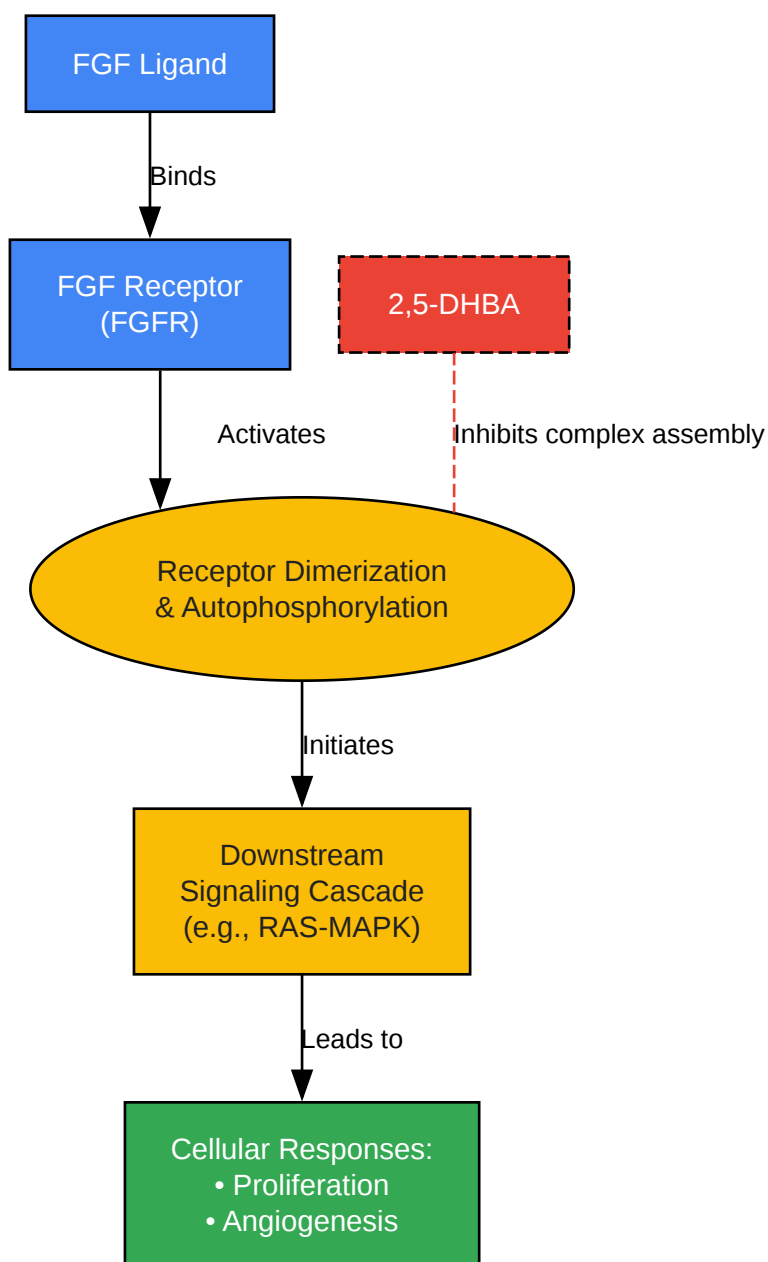 FGF Ligand
Binds
FGF Receptor
(FGFR)
2,5-DHBA
Activates
Inhibits complex assembly
Receptor Dimerization
& Autophosphorylation
Initiates
Downstream
Signaling Cascade
(e.g., RAS-MAPK)
Leads to
Cellular Responses:
• Proliferation
• Angiogenesis